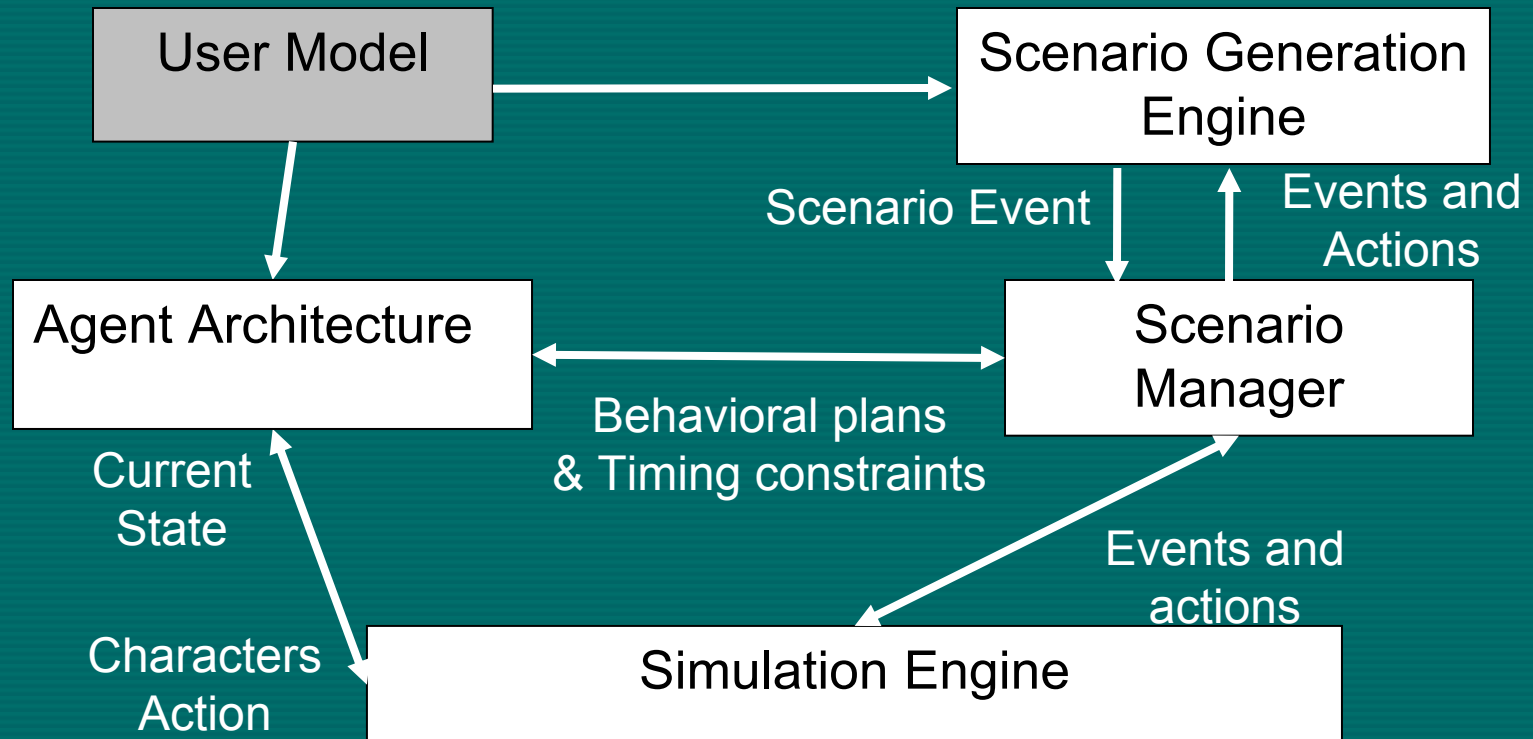 User Model
Scenario Generation
Engine
Scenario Event
Events and
Actions
Agent Architecture
Scenario
Manager
Behavioral plans
& Timing constraints
Current
State
Events and
actions
Characters
Action
Simulation Engine